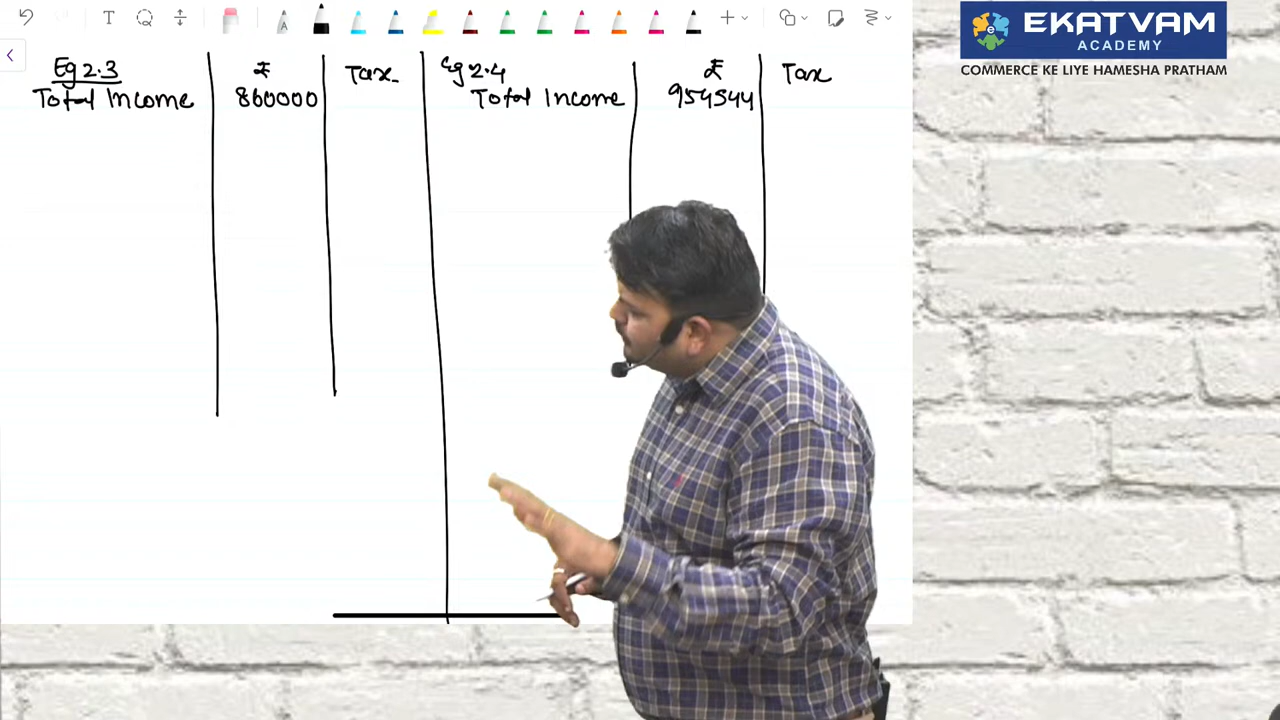 EKATVAM
ACADEMY
COMMERCE KE LIYE HAMESHA PRATHAM
Eg 2.3 ₹ Tax
Total Income 860000
Eg 2.4 ₹ Tax
Total Income 954544